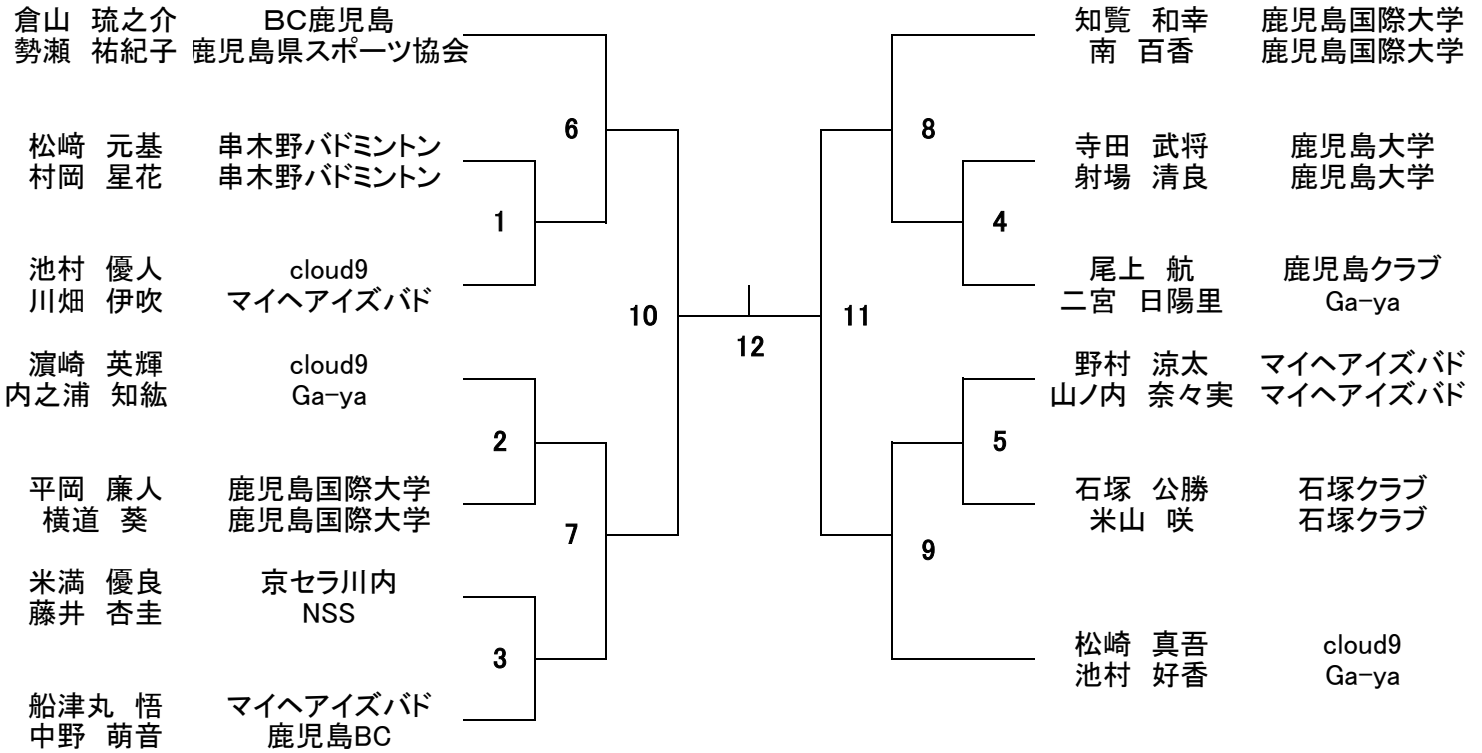 倉山 琉之介 BC鹿児島
勢瀬 祐紀子 鹿児島県スポーツ協会
6
松﨑 元基 串木野バドミントン
村岡 星花 串木野バドミントン
1
池村 優人 cloud9
川畑 伊吹 マイヘアイズバド
10
濵崎 英輝 cloud9
内之浦 知紘 Ga-ya
2
平岡 廉人 鹿児島国際大学
横道 葵 鹿児島国際大学
7
米満 優良 京セラ川内
藤井 杏圭 NSS
3
船津丸 悟 マイヘアイズバド
中野 萌音 鹿児島BC
12
知覧 和幸 鹿児島国際大学
南 百香 鹿児島国際大学
8
寺田 武将 鹿児島大学
射場 清良 鹿児島大学
4
尾上 航 鹿児島クラブ
二宮 日陽里 Ga-ya
11
野村 涼太 マイヘアイズバド
山ノ内 奈々実 マイヘアイズバド
5
石塚 公勝 石塚クラブ
米山 咲 石塚クラブ
9
松崎 真吾 cloud9
池村 好香 Ga-ya